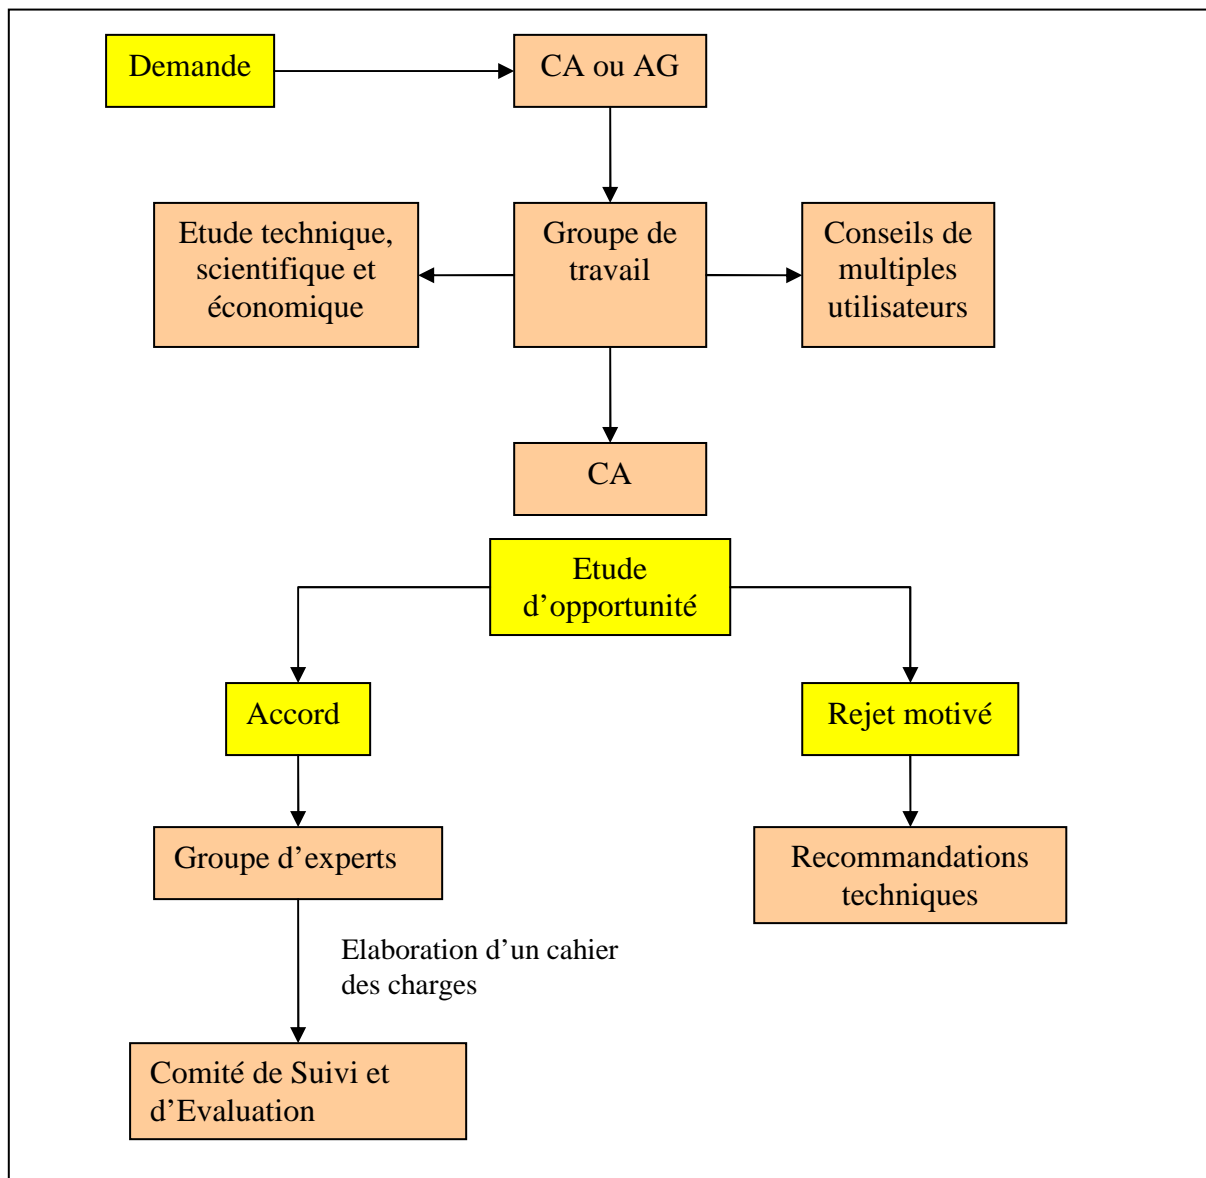 Demande
CA ou AG
Etude technique,
scientifique et
économique
Groupe de
travail
Conseils de
multiples
utilisateurs
CA
Etude
d’opportunité
Accord
Rejet motivé
Groupe d’experts
Recommandations
techniques
Elaboration d’un cahier
des charges
Comité de Suivi et
d’Evaluation